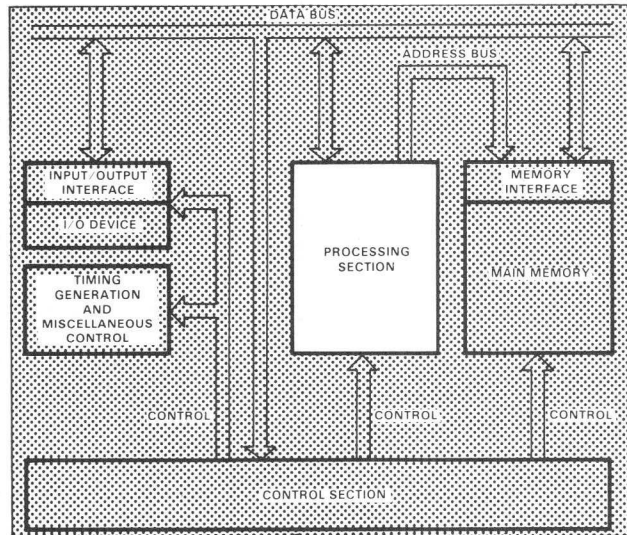 DATA BUS
ADDRESS BUS
INPUT/OUTPUT
INTERFACE
I/O DEVICE
TIMING
GENERATION
AND
MISCELLANEOUS
CONTROL
PROCESSING
SECTION
MEMORY
INTERFACE
MAIN MEMORY
CONTROL
CONTROL
CONTROL
CONTROL SECTION